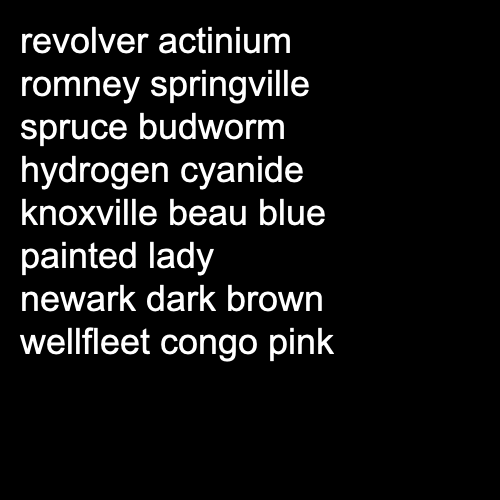 revolver actinium
romney springville
spruce budworm
hydrogen cyanide
knoxville beau blue
painted lady
newark dark brown
wellfleet congo pink